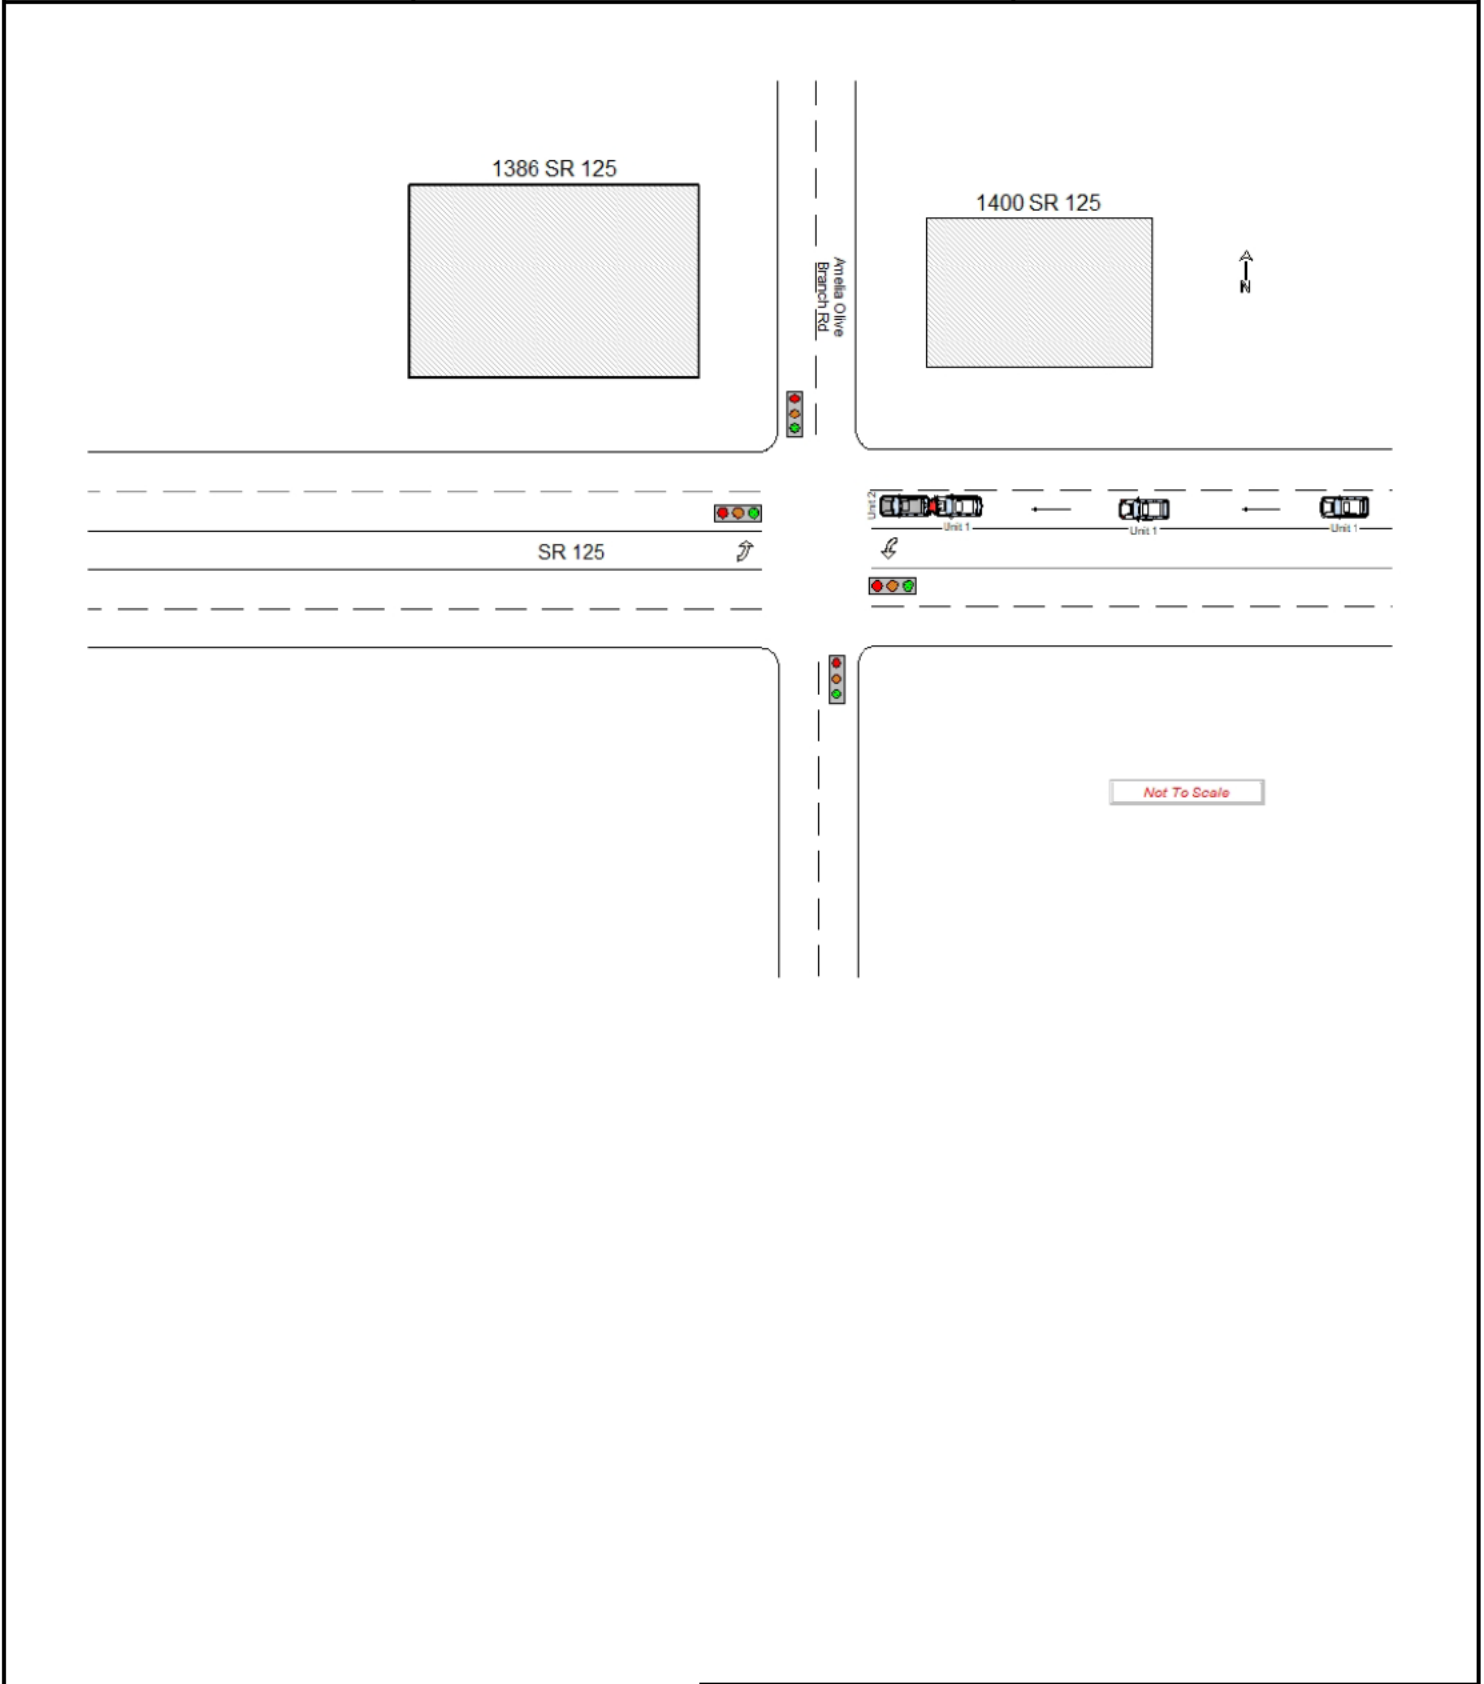 1386 SR 125
1400 SR 125
Amelia Olive
Branch Rd
N
Unit 2
Unit 1
Unit 1
Unit 1
SR 125
Not To Scale